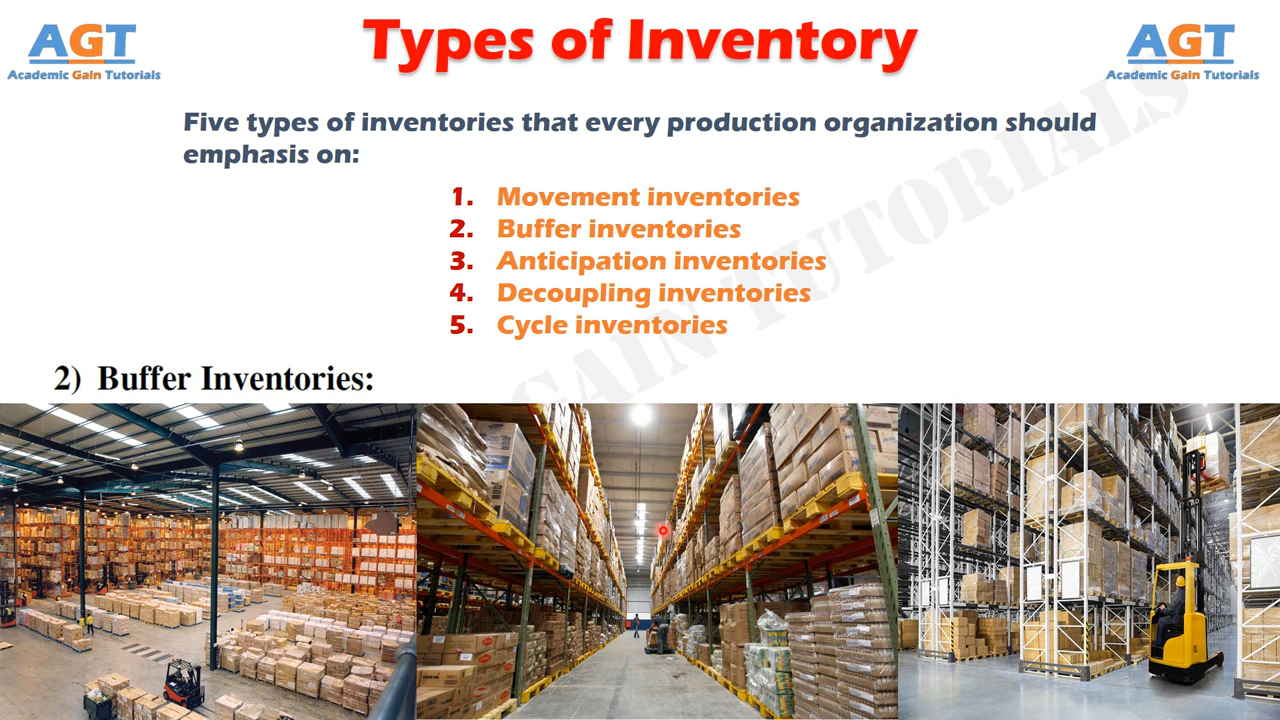 AGT
Academic Gain Tutorials
Types of Inventory
AGT
Academic Gain Tutorials
Five types of inventories that every production organization should
emphasis on:
1. Movement inventories
2. Buffer inventories
3. Anticipation inventories
4. Decoupling inventories
5. Cycle inventories
GAIN TUTORIALS
2) Buffer Inventories: